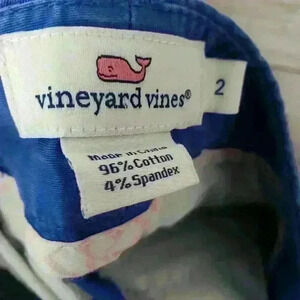 vineyard vines®
2
Made in China
96% Cotton
4% Spandex